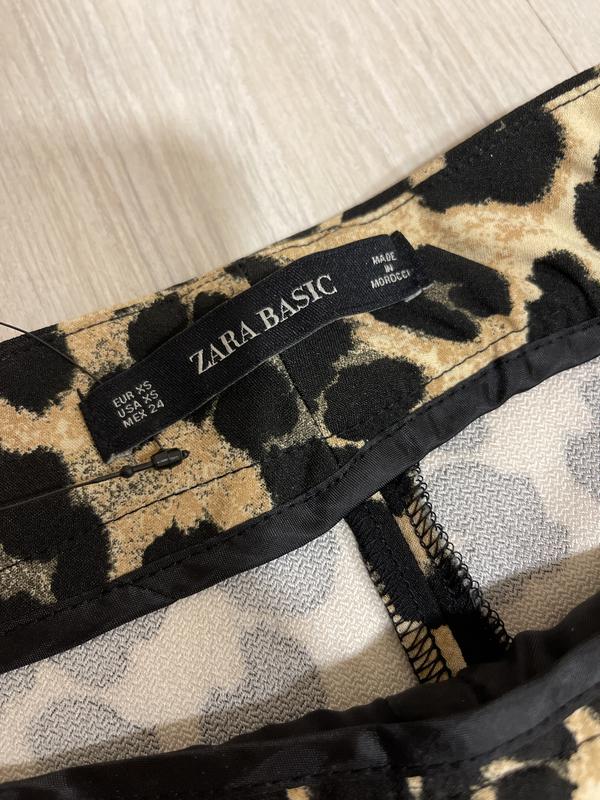 ZARA BASIC
MADE
IN
MOROCCO
EUR XS
USA XS
MEX 24